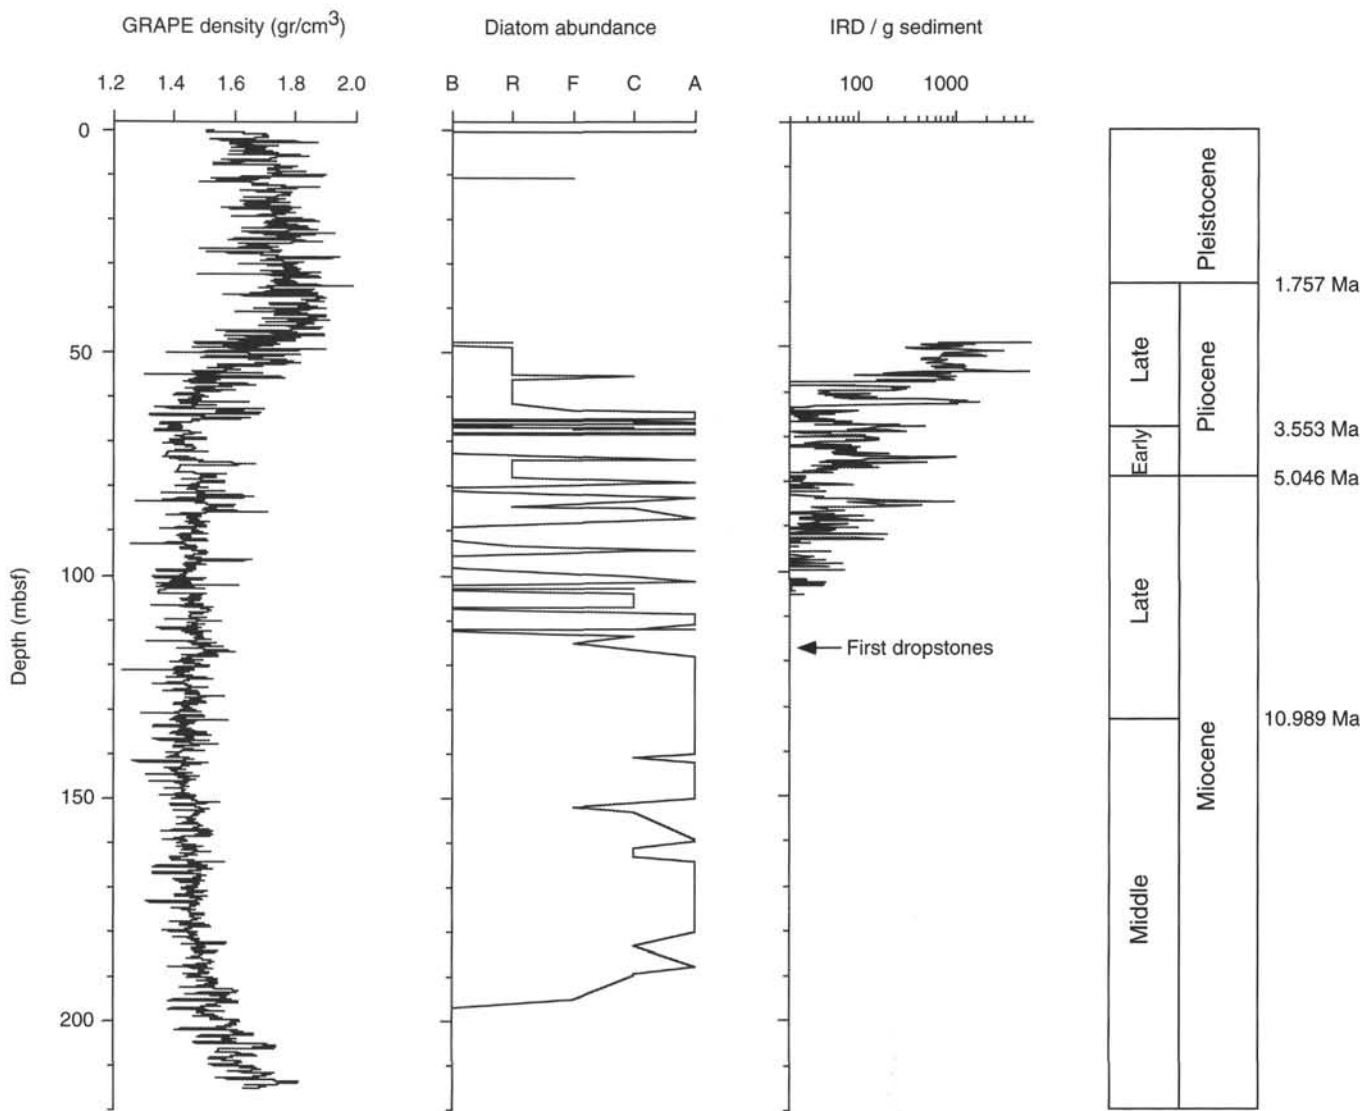 GRAPE density (gr/cm3)
Diatom abundance
IRD / g sediment
1.2 1.4 1.6 1.8 2.0
B R F C A
100 1000
0
50
100
150
200
Depth (mbsf)
First dropstones
Pleistocene
1.757 Ma
Late
Pliocene
3.553 Ma
Early
5.046 Ma
Late
10.989 Ma
Miocene
Middle